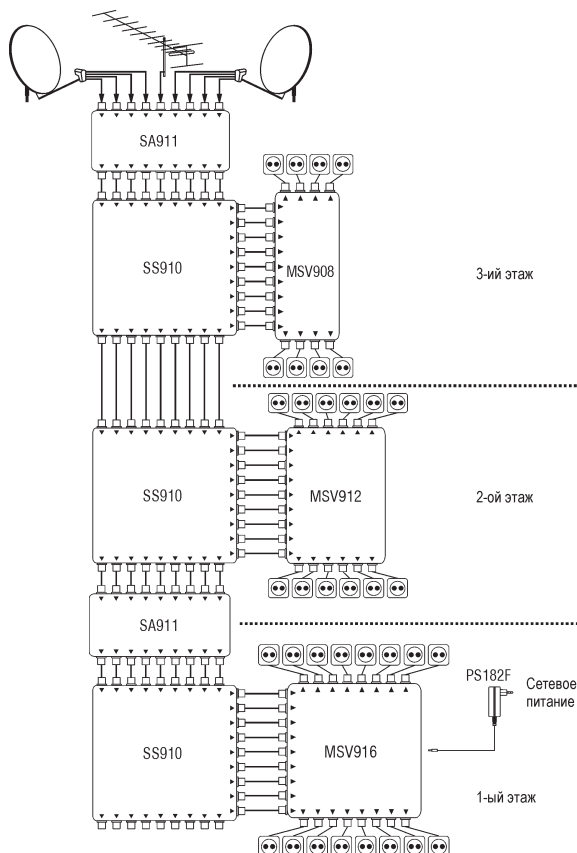 SA911
SS910
MSV908
3-ий этаж
SS910
MSV912
2-ой этаж
SA911
SS910
MSV916
PS182F
Сетевое
питание
1-ый этаж